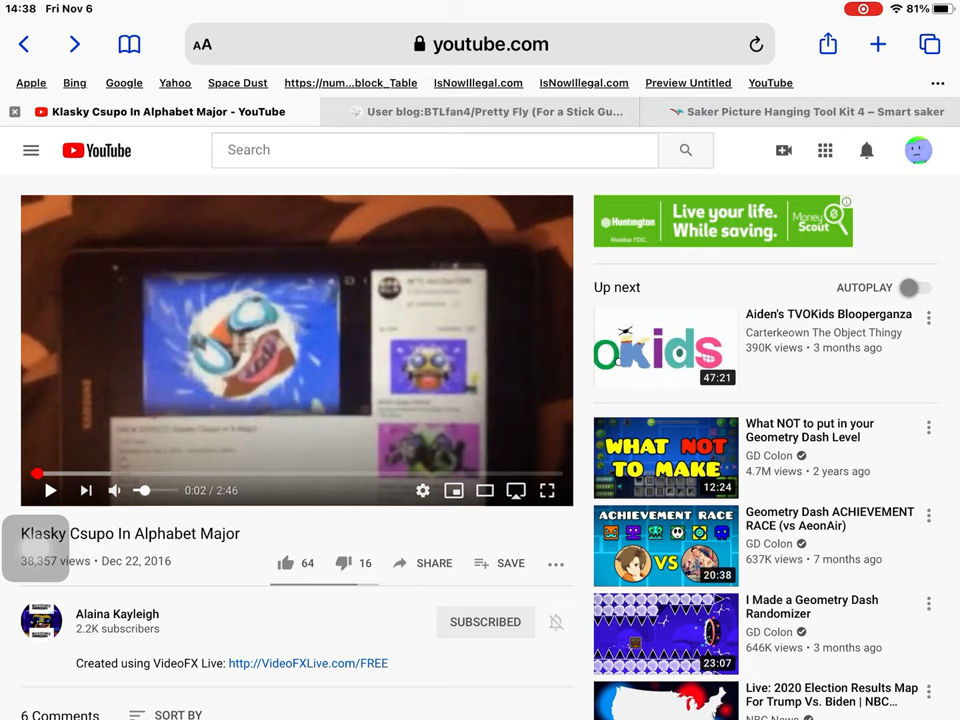 14:38 Fri Nov 6
81%
AA
youtube.com
Apple
Bing
Google
Yahoo
Space Dust
https://num...block_Table
IsNowIllegal.com
IsNowIllegal.com
Preview Untitled
YouTube
Klasky Csupo In Alphabet Major - YouTube
User blog:BTLfan4/Pretty Fly (For a Stick Gu...
Saker Picture Hanging Tool Kit 4 – Smart saker
YouTube
Search
SAMSUNG
0:02 / 2:46
Klasky Csupo In Alphabet Major
38,357 views • Dec 22, 2016
64
16
SHARE
SAVE
Alaina Kayleigh
2.2K subscribers
SUBSCRIBED
Created using VideoFX Live: http://VideoFXLive.com/FREE
6 Comments
SORT BY
Huntington
Member FDIC.
Live your life.
While saving.
Money
Scout
Up next
AUTOPLAY
okids
47:21
Aiden's TVOKids Blooperganza
Carterkeown The Object Thingy
390K views • 3 months ago
WHAT NOT
TO MAKE
12:24
What NOT to put in your
Geometry Dash Level
GD Colon
4.7M views • 2 years ago
ACHIEVEMENT RACE
VS
20:38
Geometry Dash ACHIEVEMENT
RACE (vs AeonAir)
GD Colon
637K views • 7 months ago
23:07
I Made a Geometry Dash
Randomizer
GD Colon
646K views • 3 months ago
Live: 2020 Election Results Map
For Trump Vs. Biden | NBC...
NBC News